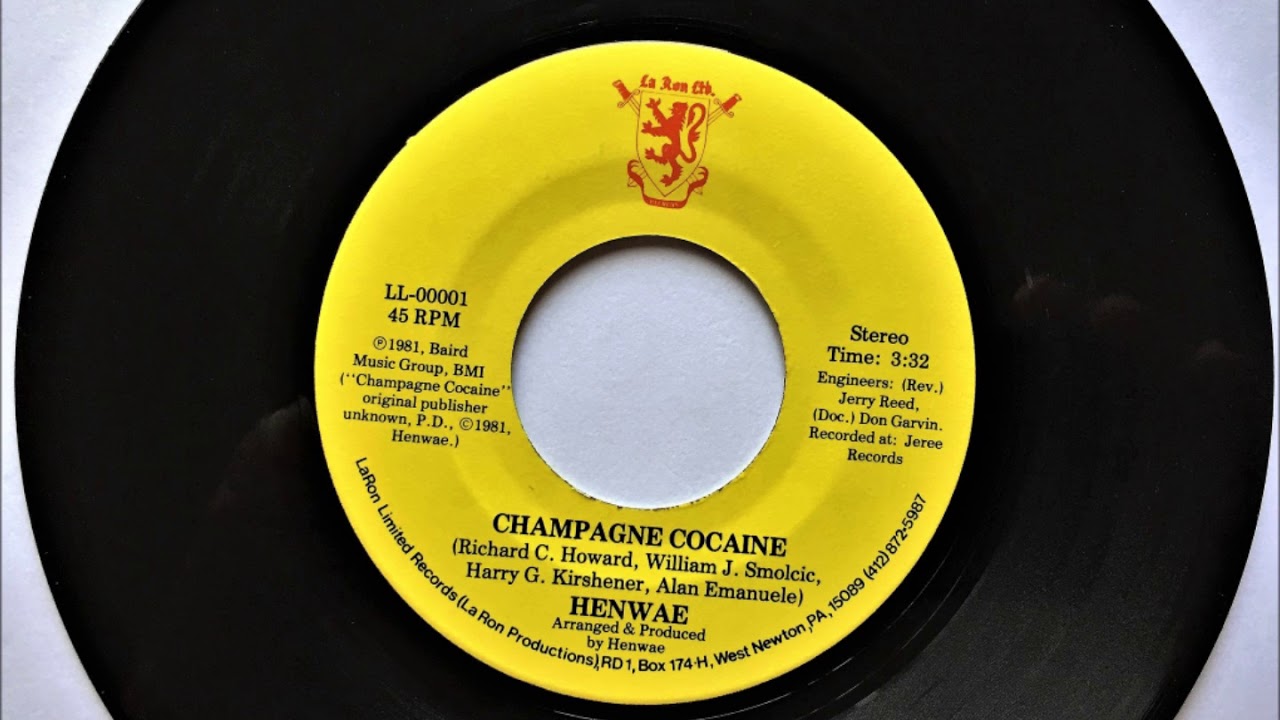 La Ron Ltd.
LL-00001
45 RPM
℗1981, Baird
Music Group, BMI
(''Champagne Cocaine''
original publisher
unknown, P.D., ©1981,
Henwae.)
Stereo
Time: 3:32
Engineers: (Rev.)
Jerry Reed,
(Doc.) Don Garvin.
Recorded at: Jeree
Records
CHAMPAGNE COCAINE
(Richard C. Howard, William J. Smolcic,
Harry G. Kirshener, Alan Emanuele)
HENWAE
Arranged & Produced
by Henwae
LaRon Limited Records (La Ron Productions), RD 1, Box 174-H, West Newton, PA, 15089 (412) 872-5987